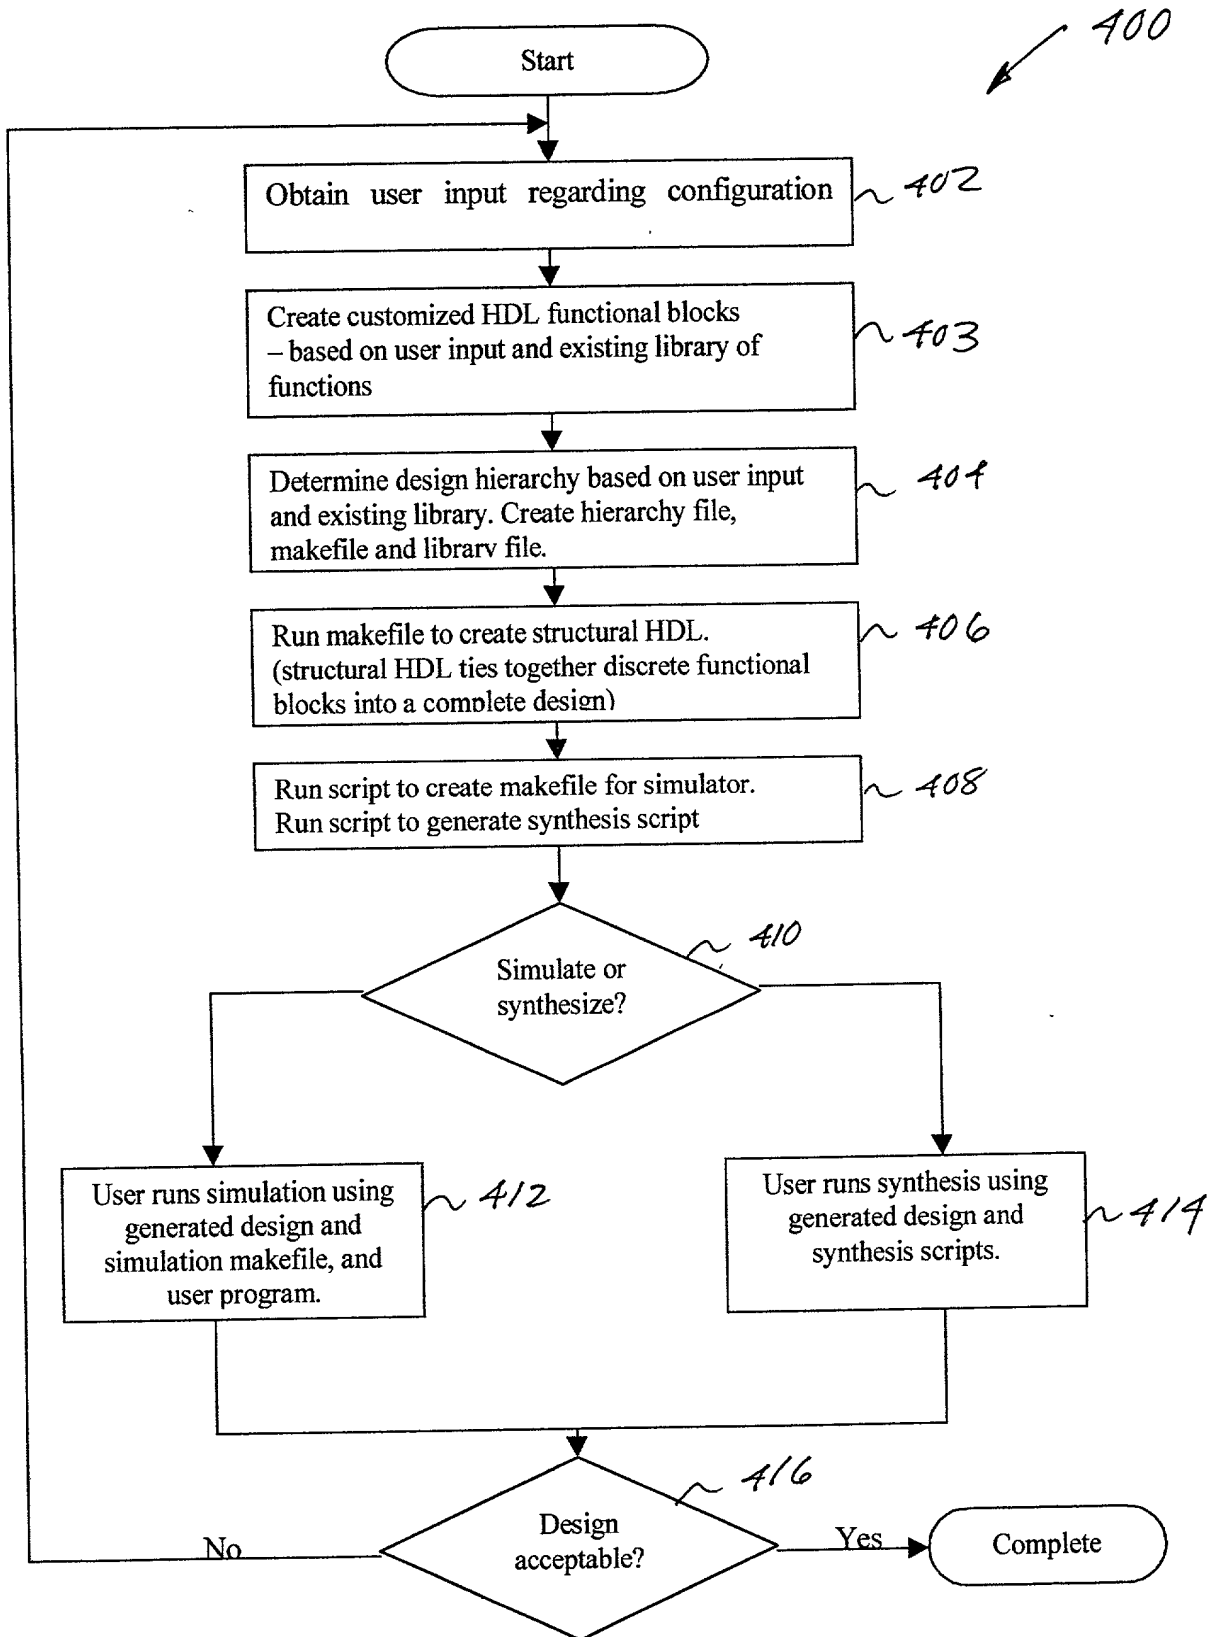 400
Start
Obtain user input regarding configuration
402
Create customized HDL functional blocks
– based on user input and existing library of
functions
403
Determine design hierarchy based on user input
and existing library. Create hierarchy file,
makefile and library file.
404
Run makefile to create structural HDL.
(structural HDL ties together discrete functional
blocks into a complete design)
406
Run script to create makefile for simulator.
Run script to generate synthesis script
408
Simulate or
synthesize?
410
User runs simulation using
generated design and
simulation makefile, and
user program.
412
User runs synthesis using
generated design and
synthesis scripts.
414
Design
acceptable?
416
No
Yes
Complete